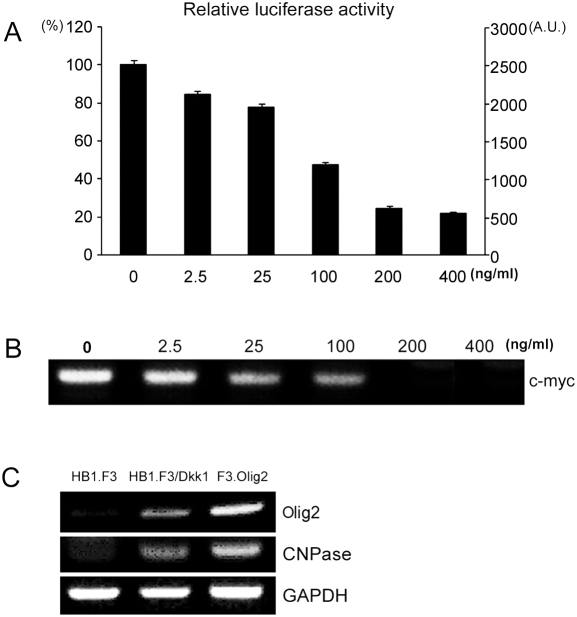 Relative luciferase activity
A
(%)
(A.U.)
120
100
80
60
40
20
0
3000
2500
2000
1500
1000
500
0
0 2.5 25 100 200 400 (ng/ml)
B
0 2.5 25 100 200 400 (ng/ml)
c-myc
C
HB1.F3 HB1.F3/Dkk1 F3.Olig2
Olig2
CNPase
GAPDH